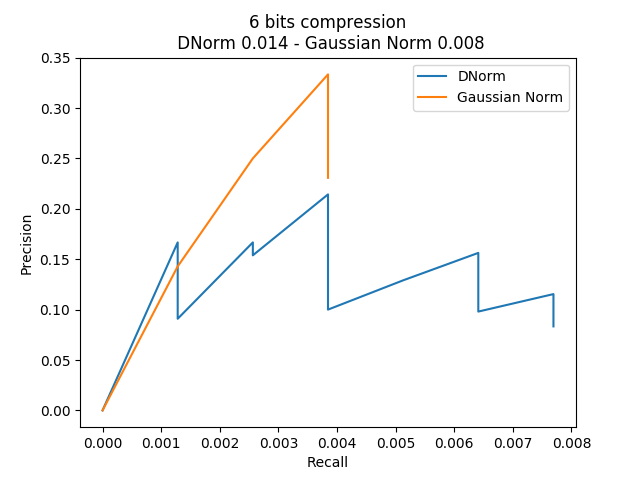 6 bits compression
DNorm 0.014 - Gaussian Norm 0.008
DNorm
Gaussian Norm
Precision
0.35
0.30
0.25
0.20
0.15
0.10
0.05
0.00
0.000 0.001 0.002 0.003 0.004 0.005 0.006 0.007 0.008
Recall